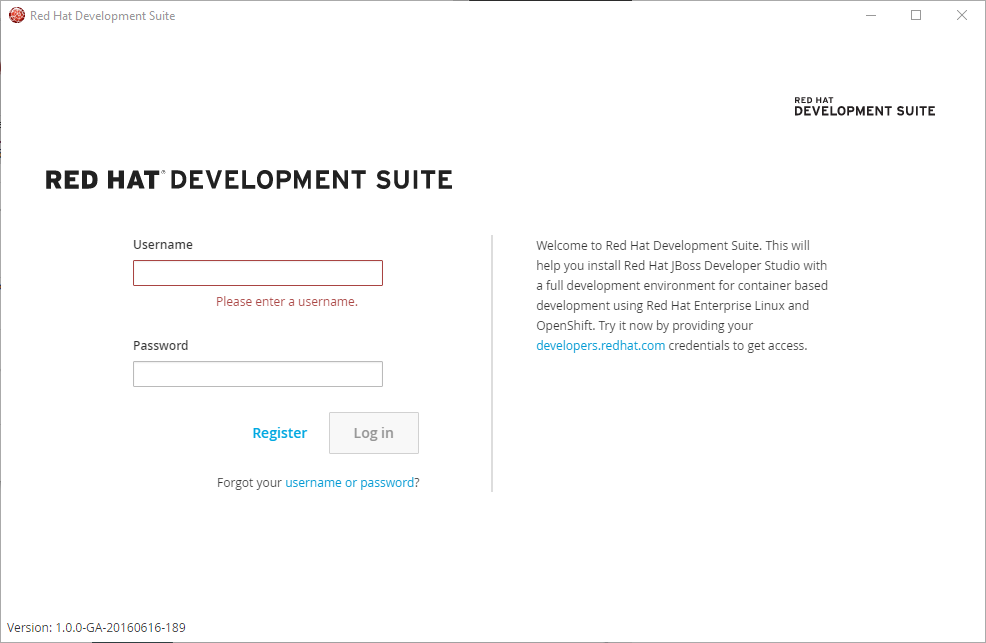 Red Hat Development Suite
RED HAT
DEVELOPMENT SUITE
RED HAT® DEVELOPMENT SUITE
Username
Please enter a username.
Password
Register
Log in
Forgot your username or password?
Welcome to Red Hat Development Suite. This will
help you install Red Hat JBoss Developer Studio with
a full development environment for container based
development using Red Hat Enterprise Linux and
OpenShift. Try it now by providing your
developers.redhat.com credentials to get access.
Version: 1.0.0-GA-20160616-189